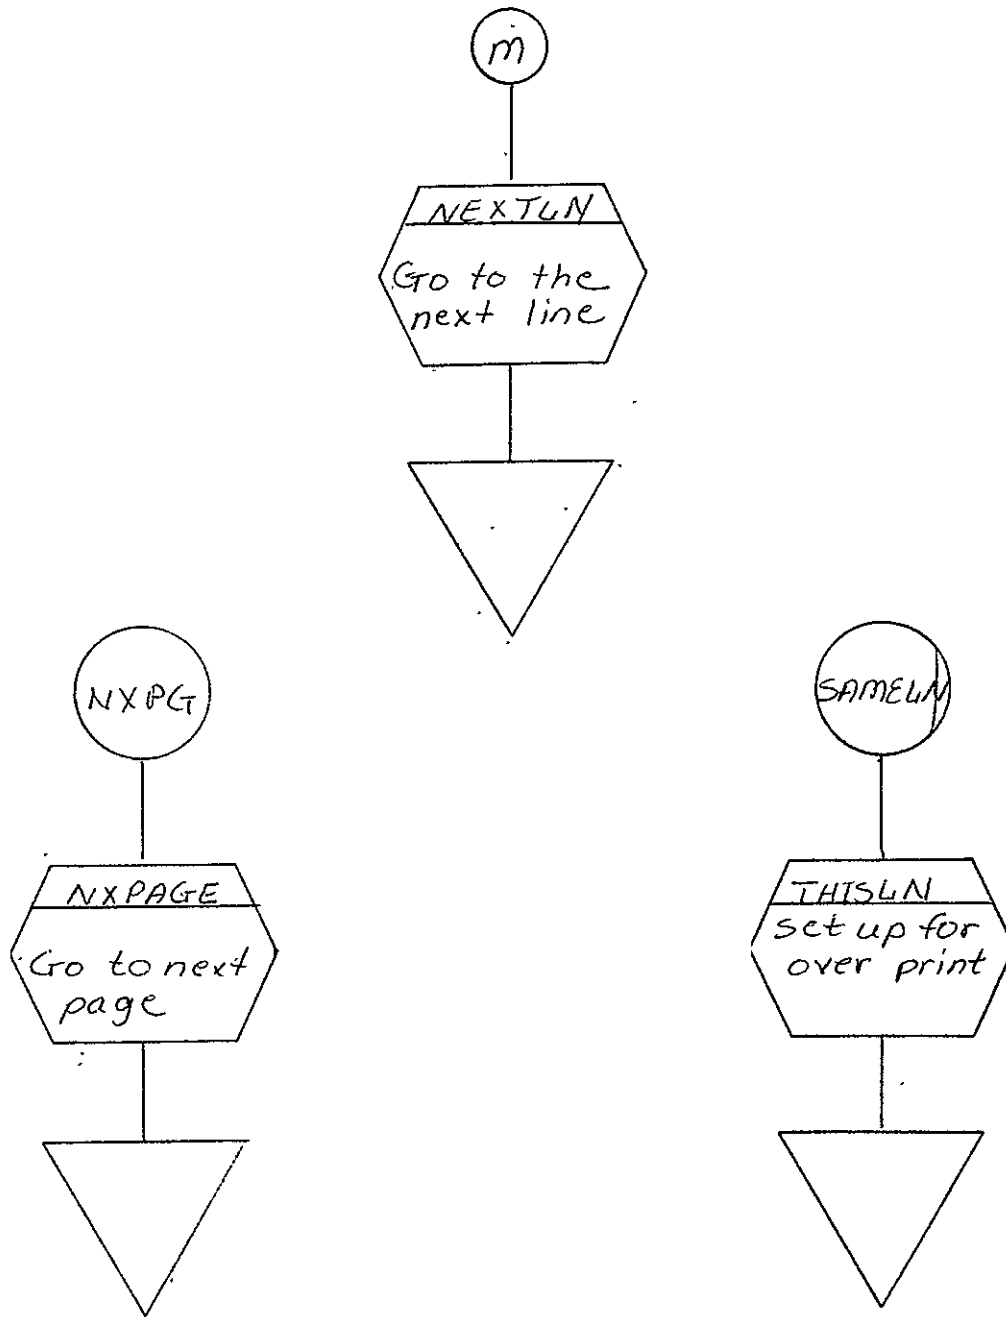 m
NEXTLN
Go to the
next line
NXPG
NXPAGE
Go to next
page
SAMELN
THISLN
set up for
over print